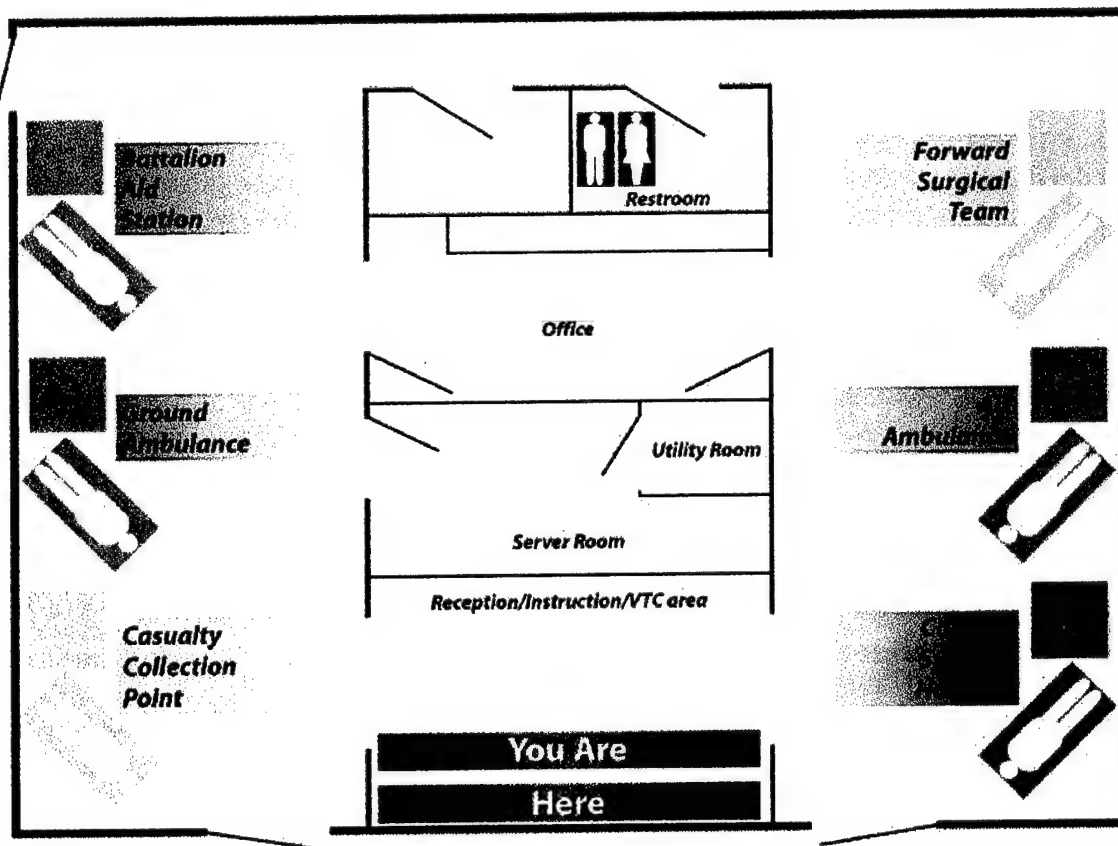 Battalion
Aid
Station
Restroom
Forward
Surgical
Team
Office
Ground
Ambulance
Utility Room
Server Room
Reception/Instruction/VTC area
Casualty
Collection
Point
You Are
Here